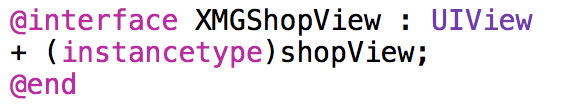 @interface XMGShopView : UIView
+ (instancetype)shopView;
@end